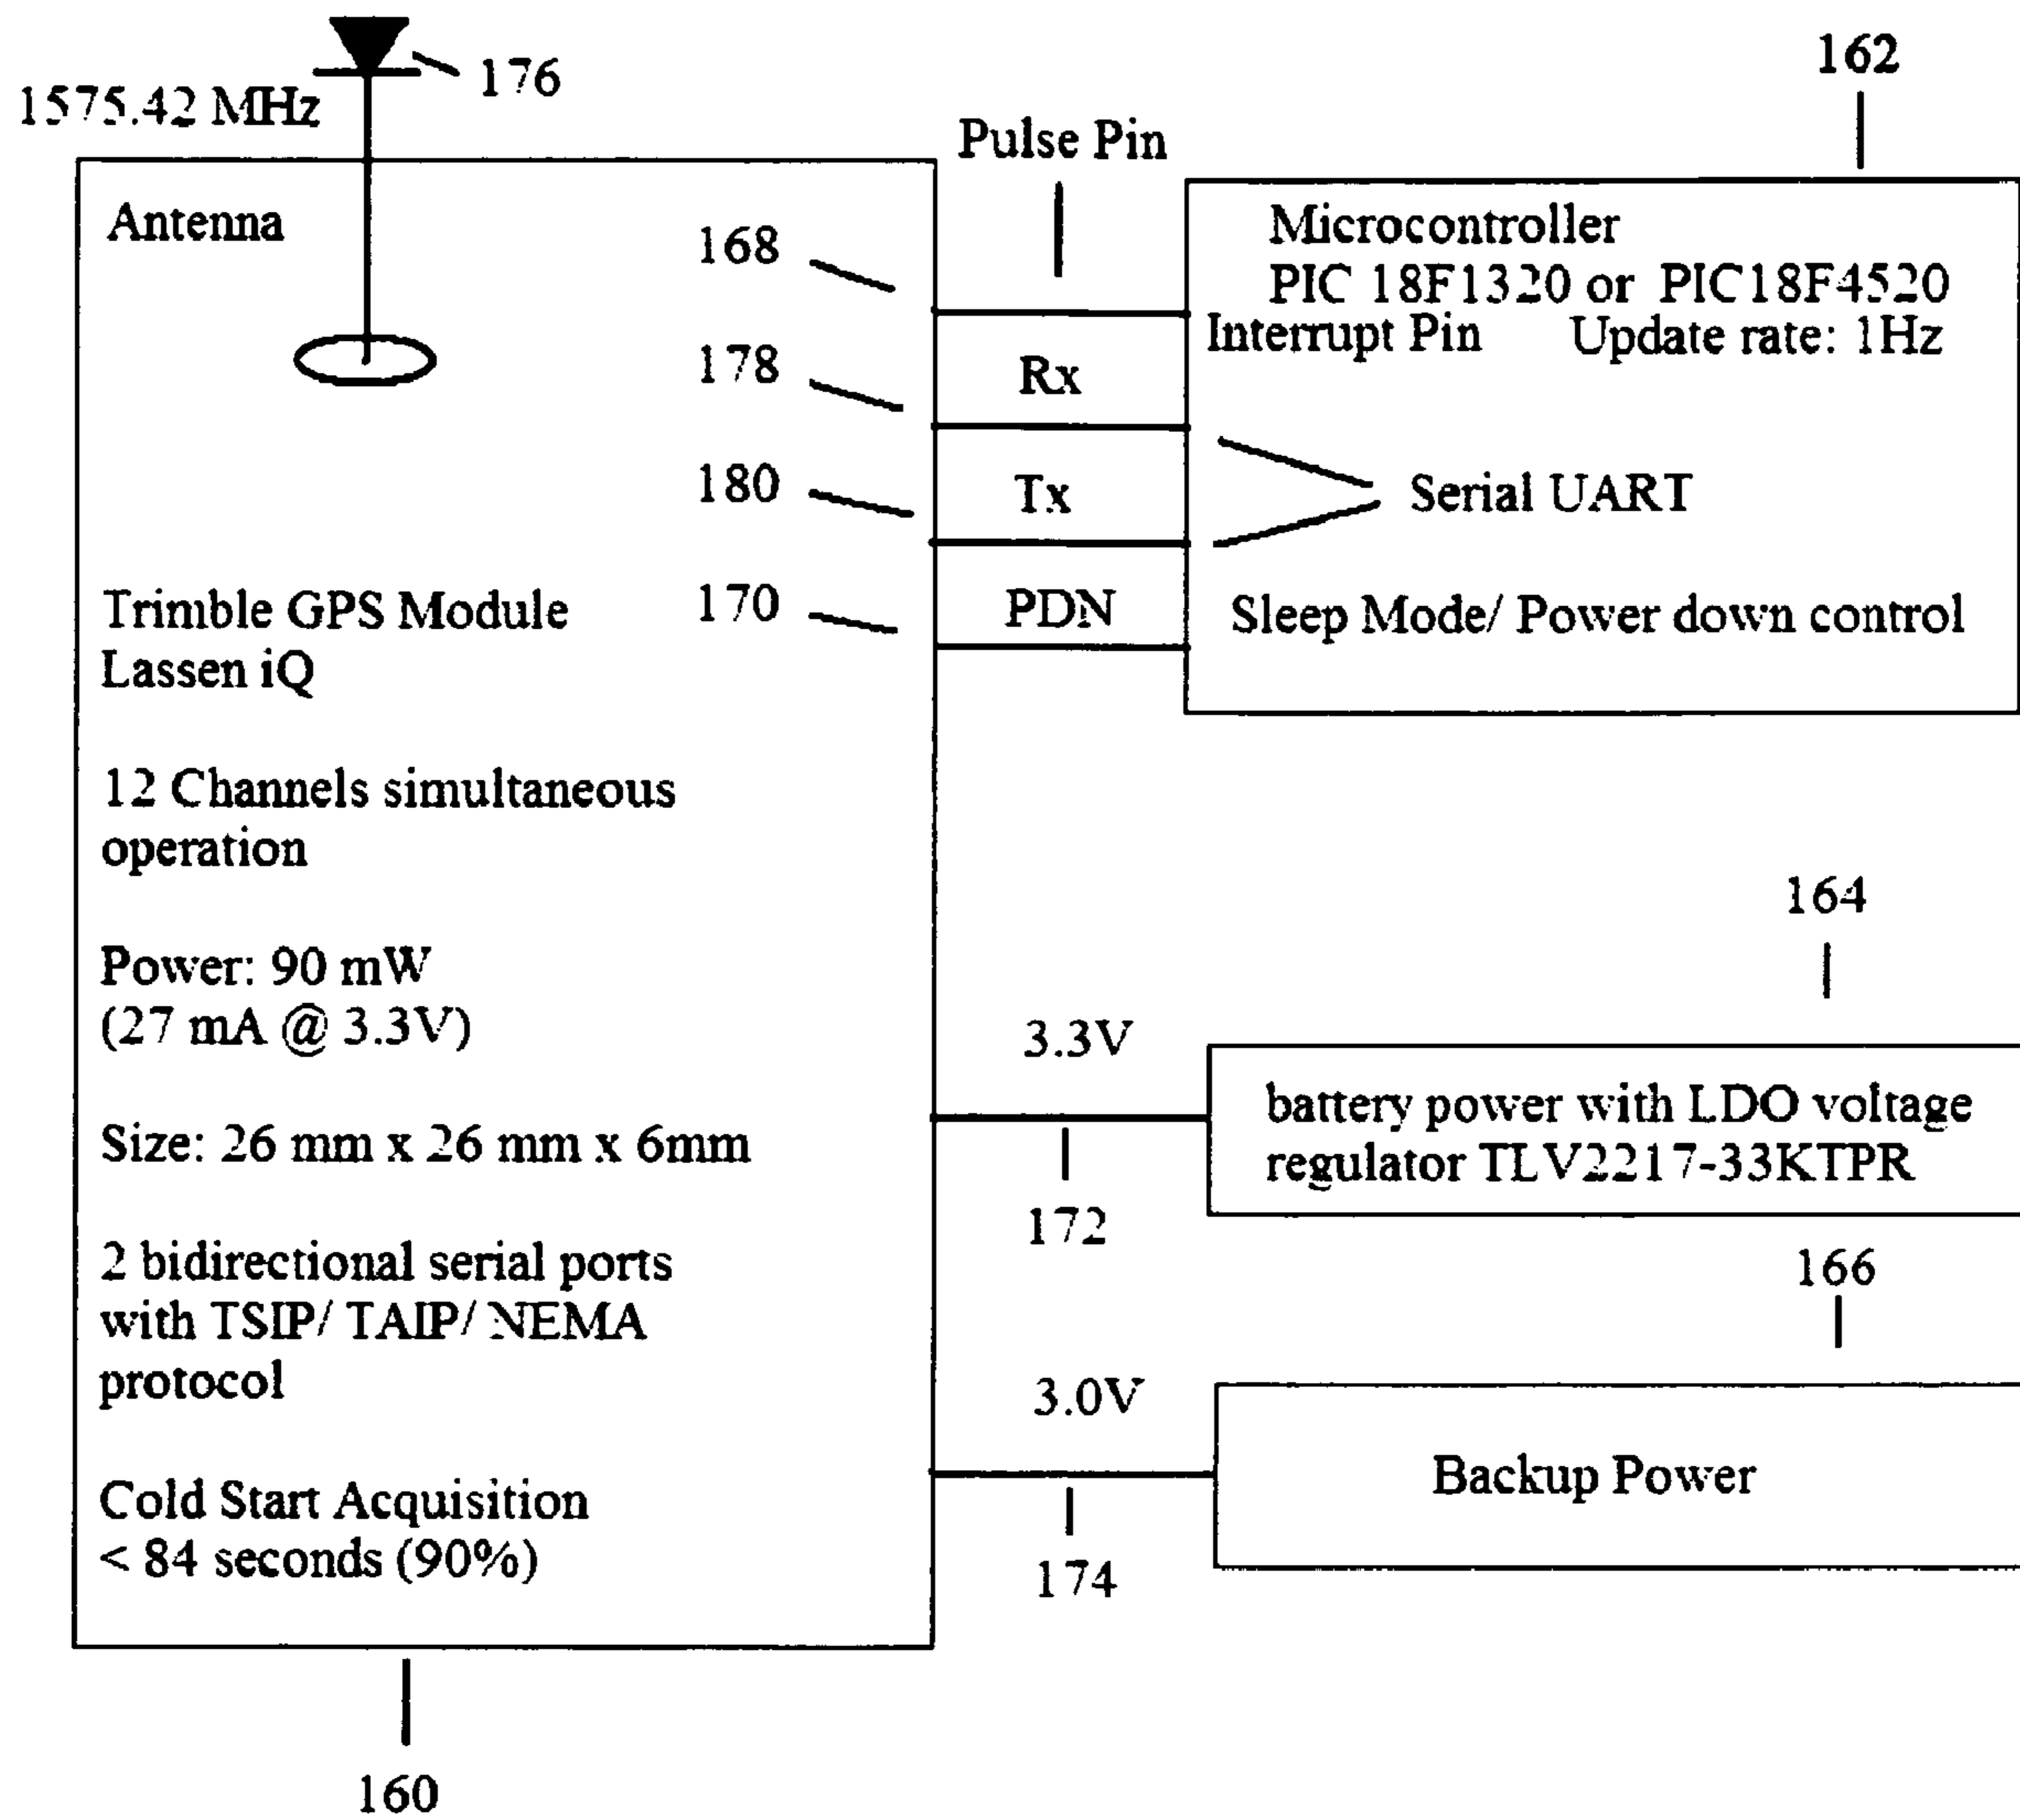 176
1575.42 MHz
Antenna
168
178
180
170
Trimble GPS Module
Lassen iQ
12 Channels simultaneous
operation
Power: 90 mW
(27 mA @ 3.3V)
Size: 26 mm x 26 mm x 6mm
2 bidirectional serial ports
with TSIP/ TAIP/ NEMA
protocol
Cold Start Acquisition
< 84 seconds (90%)
160
Pulse Pin
Rx
Tx
PDN
162
Microcontroller
PIC 18F1320 or PIC18F4520
Interrupt Pin Update rate: 1Hz
Serial UART
Sleep Mode/ Power down control
164
3.3V
battery power with LDO voltage
regulator TLV2217-33KTPR
172
166
3.0V
Backup Power
174